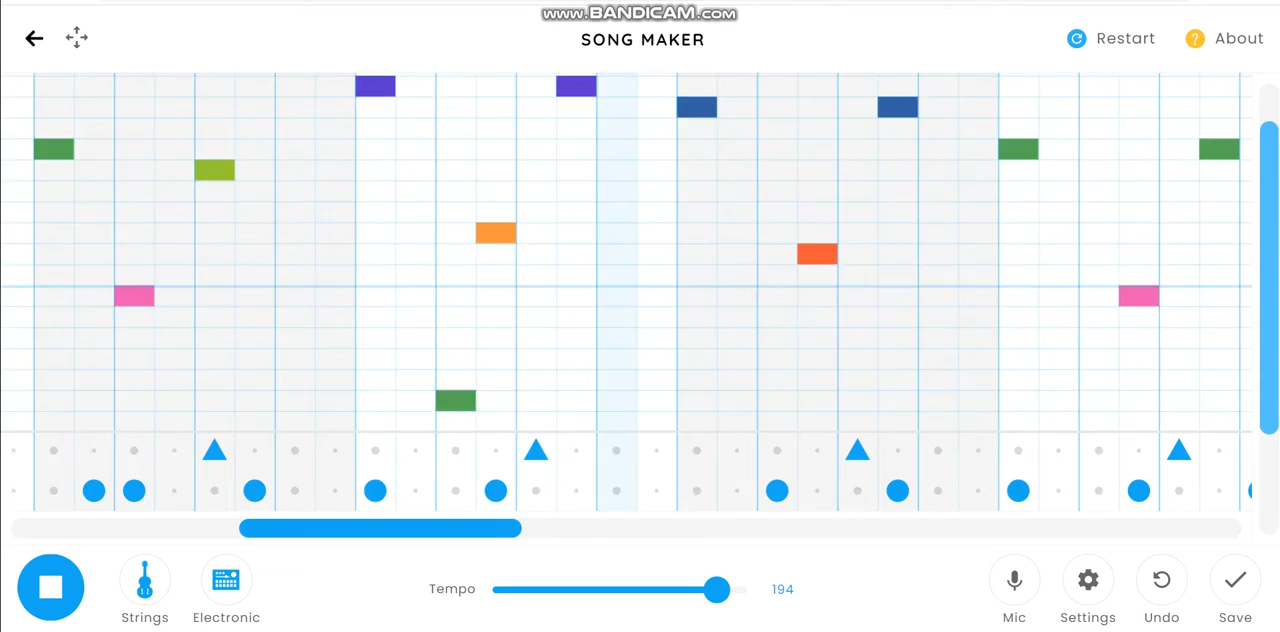 www.BANDICAM.com
SONG MAKER
Restart
About
Tempo
194
Strings
Electronic
Mic
Settings
Undo
Save